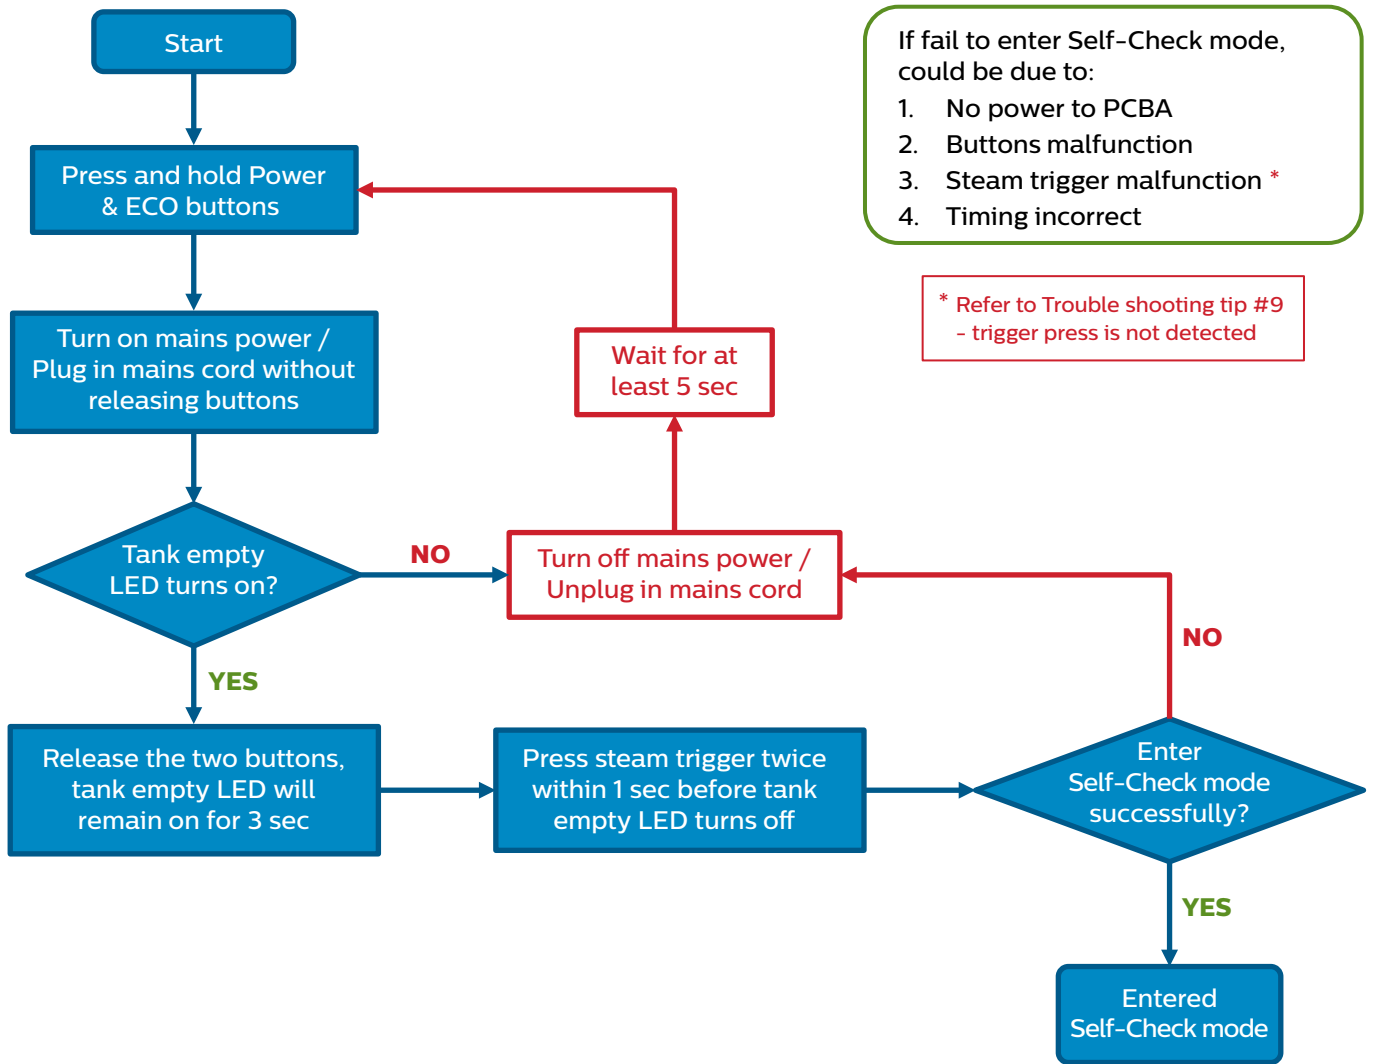 Start
Press and hold Power
& ECO buttons
Turn on mains power /
Plug in mains cord without
releasing buttons
Tank empty
LED turns on?
NO
YES
Turn off mains power /
Unplug in mains cord
Wait for at
least 5 sec
Release the two buttons,
tank empty LED will
remain on for 3 sec
Press steam trigger twice
within 1 sec before tank
empty LED turns off
Enter
Self-Check mode
successfully?
NO
YES
Entered
Self-Check mode
If fail to enter Self-Check mode,
could be due to:
1. No power to PCBA
2. Buttons malfunction
3. Steam trigger malfunction *
4. Timing incorrect
* Refer to Trouble shooting tip #9
- trigger press is not detected